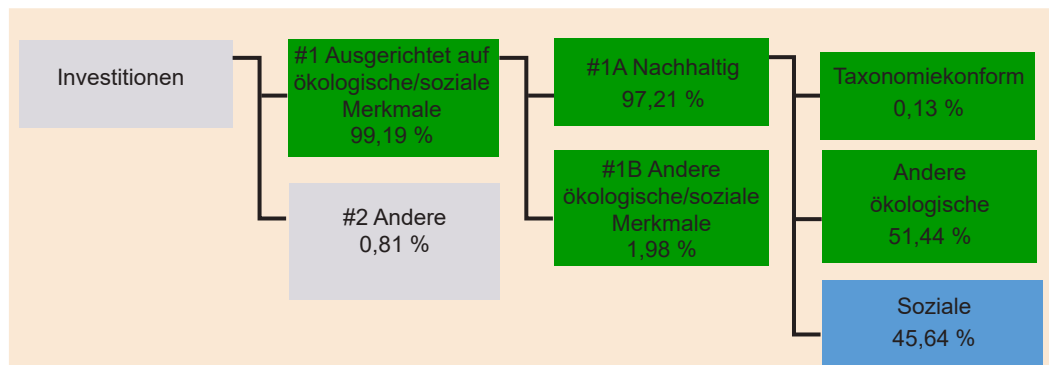 Investitionen
#1 Ausgerichtet auf
ökologische/soziale
Merkmale
99,19 %
#2 Andere
0,81 %
#1A Nachhaltig
97,21 %
#1B Andere
ökologische/soziale
Merkmale
1,98 %
Taxonomiekonform
0,13 %
Andere
ökologische
51,44 %
Soziale
45,64 %